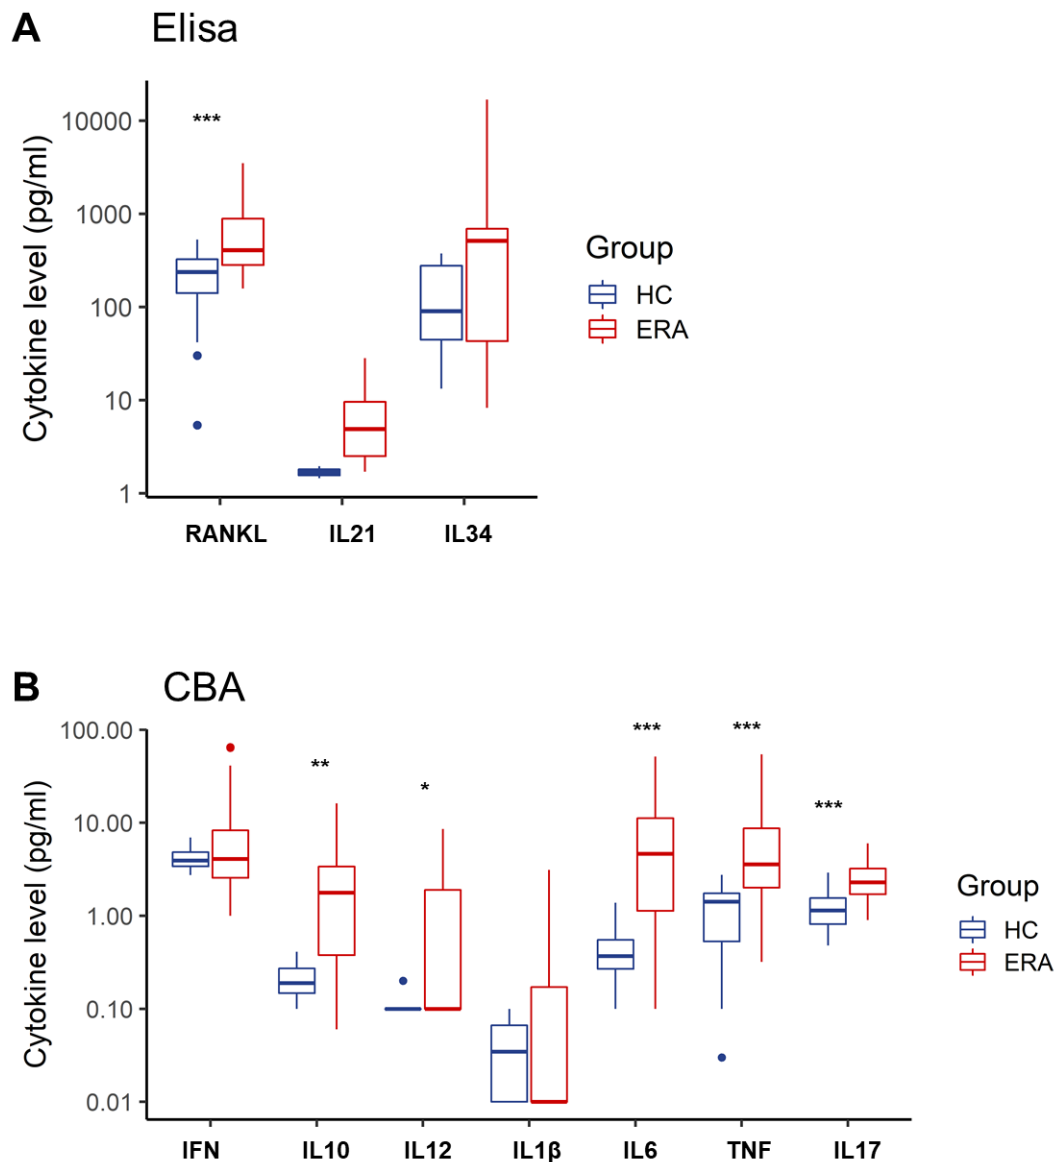 A Elisa
Cytokine level (pg/ml)
10000
1000
100
10
1
***
RANKL IL21 IL34
Group
HC
ERA
B CBA
Cytokine level (pg/ml)
100.00
10.00
1.00
0.10
0.01
** * *** *** ***
IFN IL10 IL12 IL1β IL6 TNF IL17
Group
HC
ERA